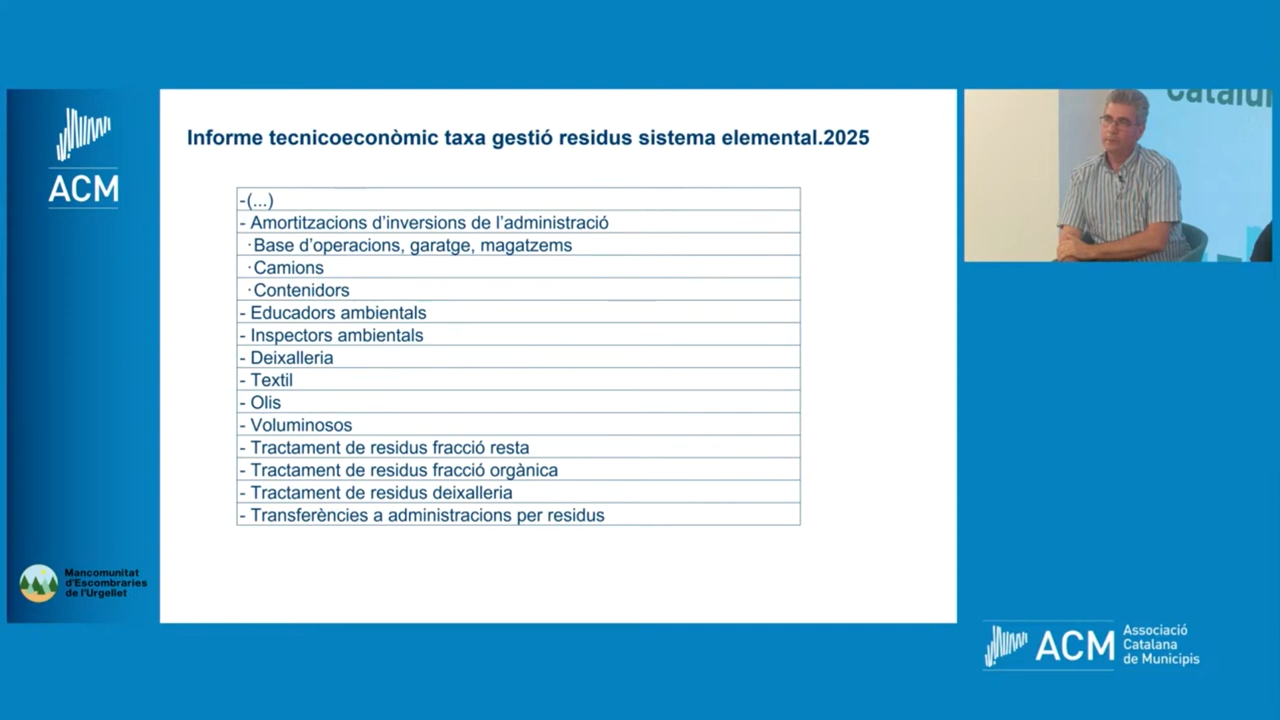 ACM
Informe tecnicoeconòmic taxa gestió residus sistema elemental.2025
-(...)
- Amortitzacions d’inversions de l’administració
·Base d’operacions, garatge, magatzems
·Camions
·Contenidors
- Educadors ambientals
- Inspectors ambientals
- Deixalleria
- Textil
- Olis
- Voluminosos
- Tractament de residus fracció resta
- Tractament de residus fracció orgànica
- Tractament de residus deixalleria
- Transferències a administracions per residus
Mancomunitat
d'Escombraries
de l'Urgellet
ACM
Associació
Catalana
de Municipis